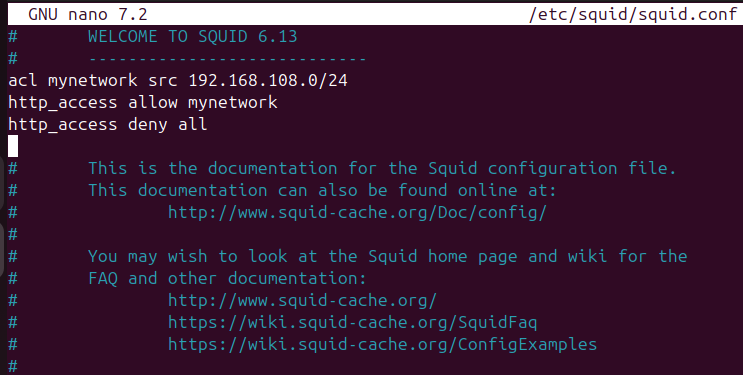 GNU nano 7.2 /etc/squid/squid.conf
# WELCOME TO SQUID 6.13
# ----------------------------
acl mynetwork src 192.168.108.0/24
http_access allow mynetwork
http_access deny all
# This is the documentation for the Squid configuration file.
# This documentation can also be found online at:
# http://www.squid-cache.org/Doc/config/
#
# You may wish to look at the Squid home page and wiki for the
# FAQ and other documentation:
# http://www.squid-cache.org/
# https://wiki.squid-cache.org/SquidFaq
# https://wiki.squid-cache.org/ConfigExamples
#